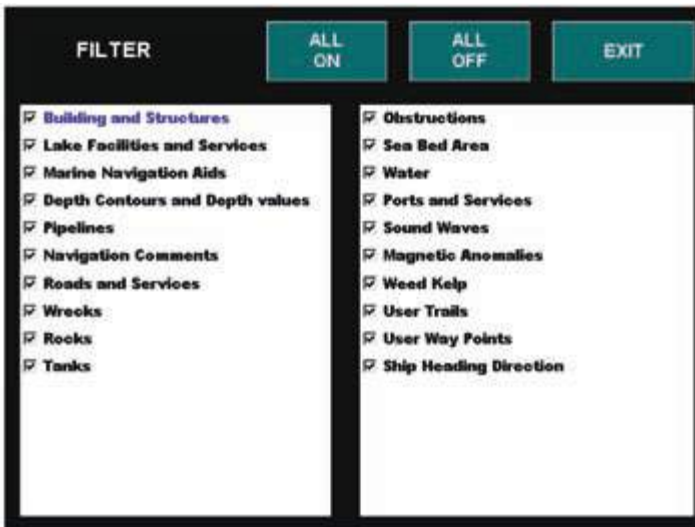 FILTER
ALL
ON
ALL
OFF
EXIT
Building and Structures
Lake Facilities and Services
Marine Navigation Aids
Depth Contours and Depth values
Pipelines
Navigation Comments
Roads and Services
Wrecks
Rocks
Tanks
Obstructions
Sea Bed Area
Water
Ports and Services
Sound Waves
Magnetic Anomalies
Weed Kelp
User Trails
User Way Points
Ship Heading Direction